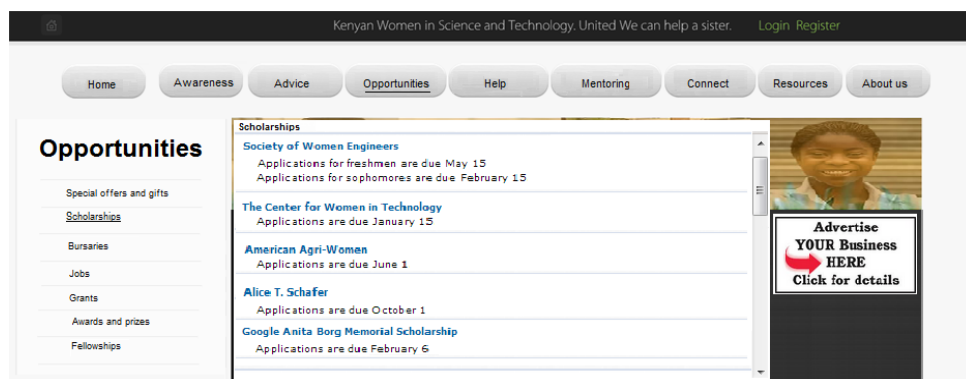 Kenyan Women in Science and Technology. United We can help a sister. Login Register
Home Awareness Advice Opportunities Help Mentoring Connect Resources About us
Opportunities
Special offers and gifts
Scholarships
Bursaries
Jobs
Grants
Awards and prizes
Fellowships
Scholarships
Society of Women Engineers
Applications for freshmen are due May 15
Applications for sophomores are due February 15
The Center for Women in Technology
Applications are due January 15
American Agri-Women
Applications are due June 1
Alice T. Schafer
Applications are due October 1
Google Anita Borg Memorial Scholarship
Applications are due February 6
Advertise
YOUR Business
HERE
Click for details